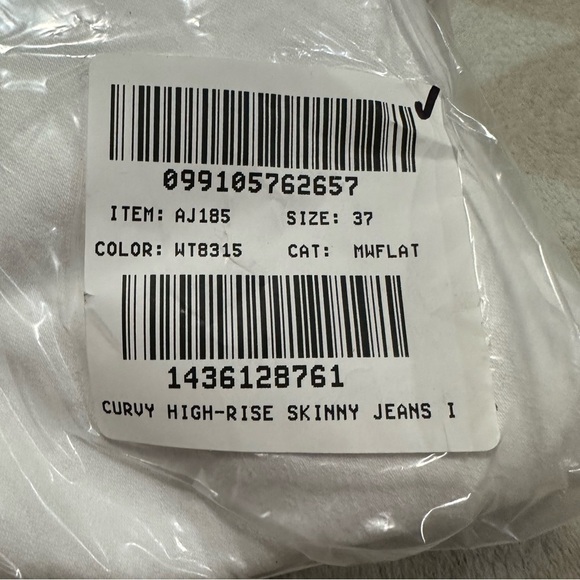 099105762657
ITEM: AJ185 SIZE: 37
COLOR: WT8315 CAT: MWFLAT
1436128761
CURVY HIGH-RISE SKINNY JEANS I